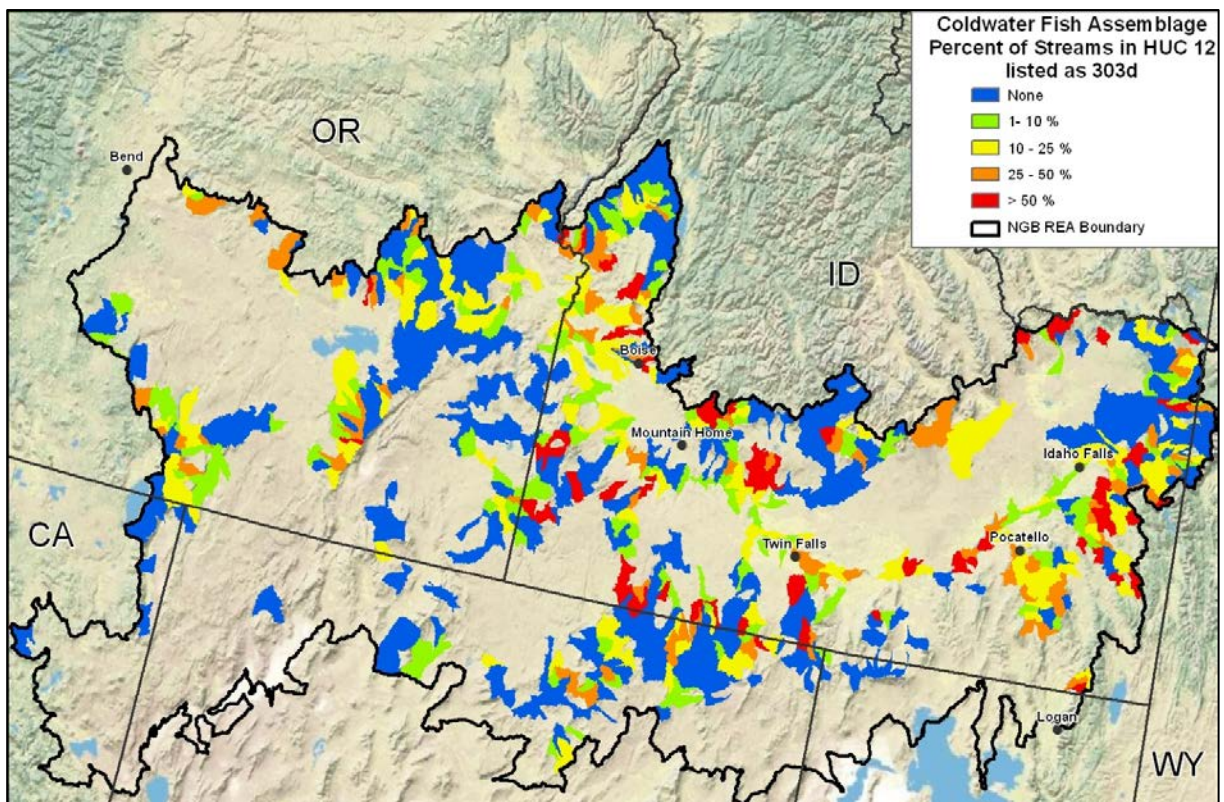 Coldwater Fish Assemblage
Percent of Streams in HUC 12
listed as 303d
None
1- 10 %
10 - 25 %
25 - 50 %
> 50 %
NGB REA Boundary
OR
Bend
ID
Boise
Mountain Home
Idaho Falls
CA
Twin Falls
Pocatello
Logan
WY